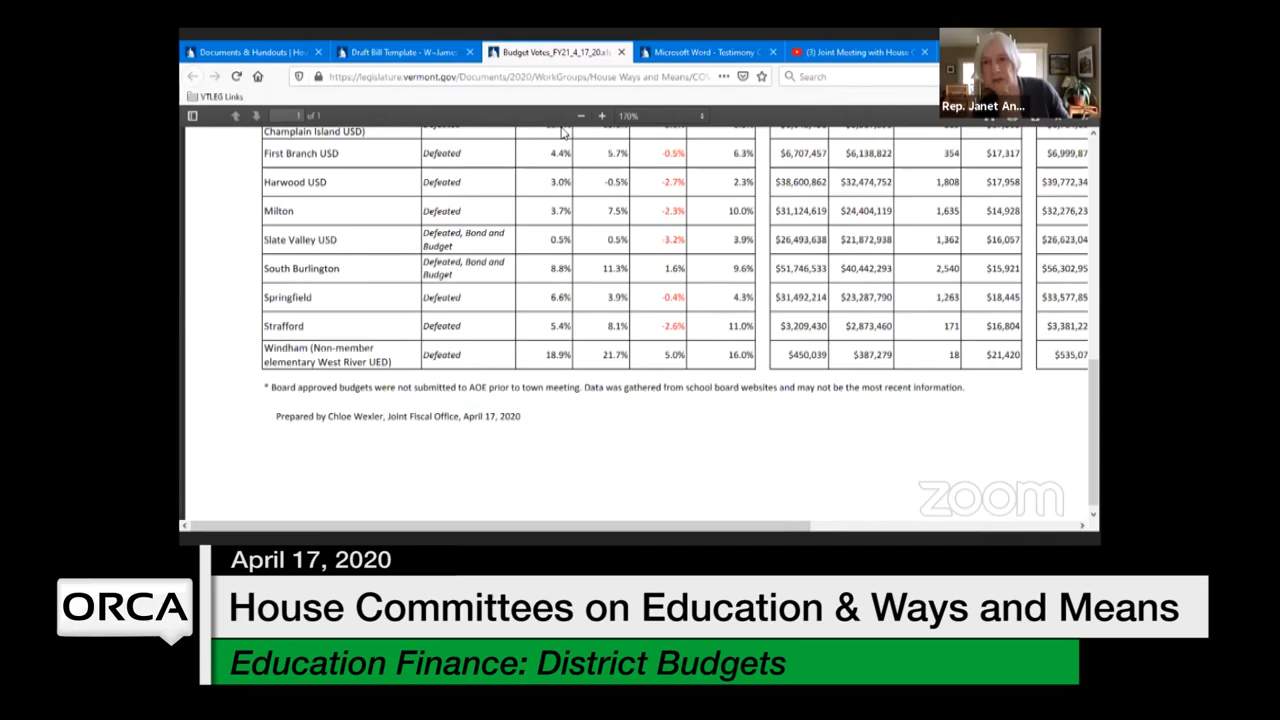 Documents & Handouts | Hou
Draft Bill Template - W~James
Budget Votes_FY21_4_17_20.xls
Microsoft Word - Testimony C
(3) Joint Meeting with House C
https://legislature.vermont.gov/Documents/2020/WorkGroups/House Ways and Means/CO
Search
VTLEG Links
Rep. Janet An...
1 of 1
170%
Champlain Island USD) Defeated
First Branch USD Defeated 4.4% 5.7% -0.5% 6.3% $6,707,457 $6,138,822 354 $17,317 $6,999,87
Harwood USD Defeated 3.0% -0.5% -2.7% 2.3% $38,600,862 $32,474,752 1,808 $17,958 $39,772,34
Milton Defeated 3.7% 7.5% -2.3% 10.0% $31,124,619 $24,404,119 1,635 $14,928 $32,276,23
Slate Valley USD Defeated, Bond and Budget 0.5% 0.5% -3.2% 3.9% $26,493,638 $21,872,938 1,362 $16,057 $26,623,04
South Burlington Defeated, Bond and Budget 8.8% 11.3% 1.6% 9.6% $51,746,533 $40,442,293 2,540 $15,921 $56,302,95
Springfield Defeated 6.6% 3.9% -0.4% 4.3% $31,492,214 $23,287,790 1,263 $18,445 $33,577,85
Strafford Defeated 5.4% 8.1% -2.6% 11.0% $3,209,430 $2,873,460 171 $16,804 $3,381,22
Windham (Non-member elementary West River UED) Defeated 18.9% 21.7% 5.0% 16.0% $450,039 $387,279 18 $21,420 $535,07
* Board approved budgets were not submitted to AOE prior to town meeting. Data was gathered from school board websites and may not be the most recent information.
Prepared by Chloe Wexler, Joint Fiscal Office, April 17, 2020
zoom
April 17, 2020
ORCA
House Committees on Education & Ways and Means
Education Finance: District Budgets